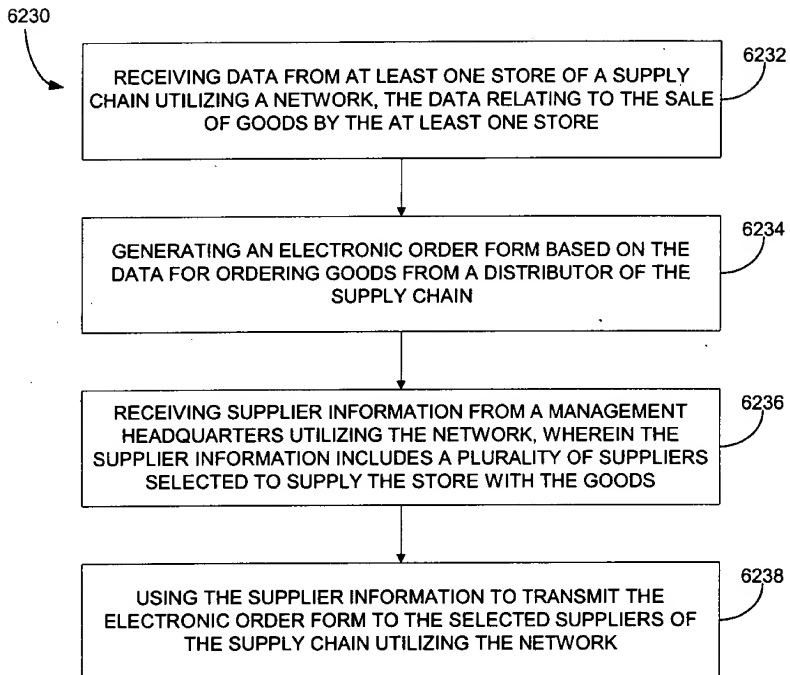 6230
6232
RECEIVING DATA FROM AT LEAST ONE STORE OF A SUPPLY
CHAIN UTILIZING A NETWORK, THE DATA RELATING TO THE SALE
OF GOODS BY THE AT LEAST ONE STORE
6234
GENERATING AN ELECTRONIC ORDER FORM BASED ON THE
DATA FOR ORDERING GOODS FROM A DISTRIBUTOR OF THE
SUPPLY CHAIN
6236
RECEIVING SUPPLIER INFORMATION FROM A MANAGEMENT
HEADQUARTERS UTILIZING THE NETWORK, WHEREIN THE
SUPPLIER INFORMATION INCLUDES A PLURALITY OF SUPPLIERS
SELECTED TO SUPPLY THE STORE WITH THE GOODS
6238
USING THE SUPPLIER INFORMATION TO TRANSMIT THE
ELECTRONIC ORDER FORM TO THE SELECTED SUPPLIERS OF
THE SUPPLY CHAIN UTILIZING THE NETWORK